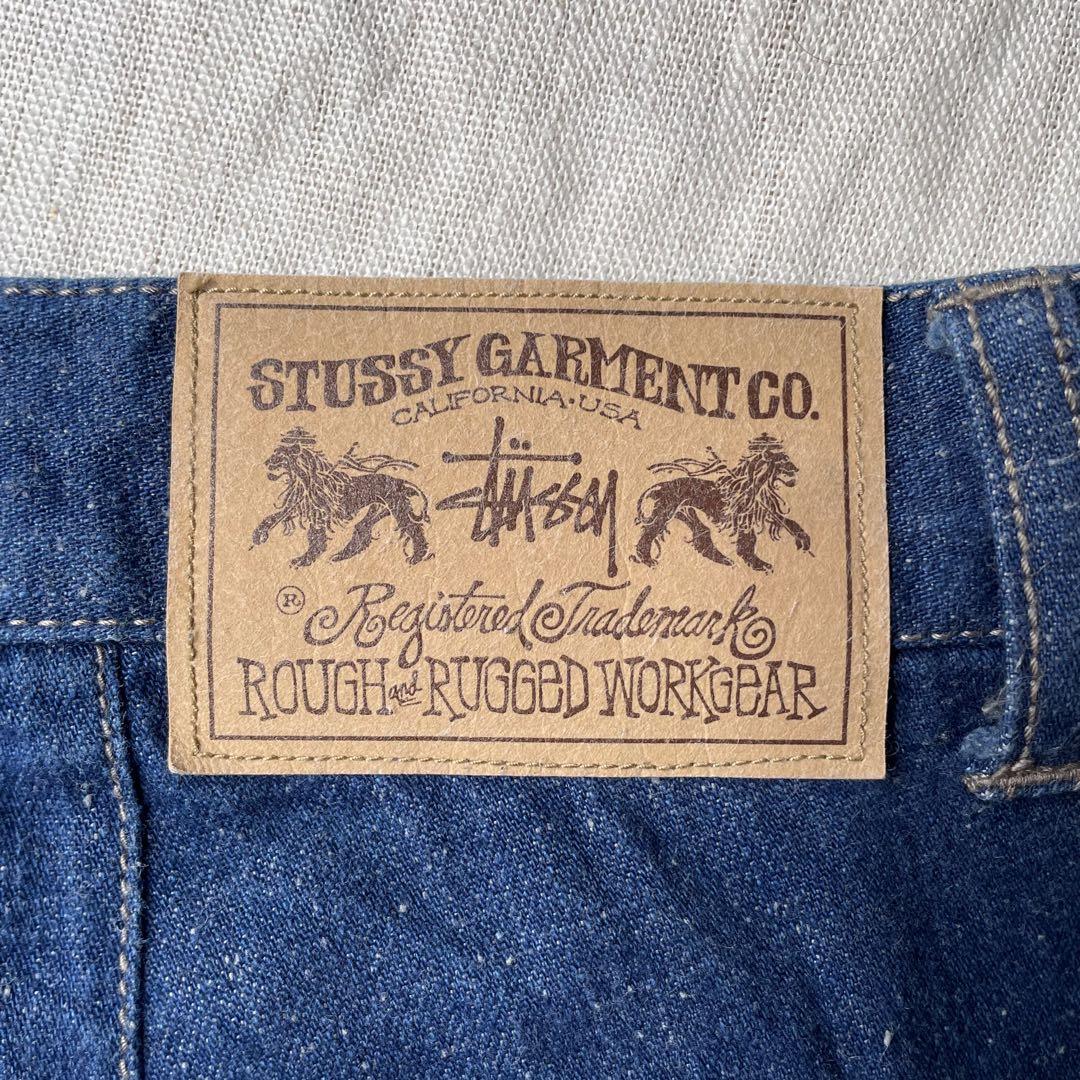 STUSSY GARMENT CO.
CALIFORNIA · USA
Stüssy
® Registered Trademark
ROUGH and RUGGED WORKGEAR